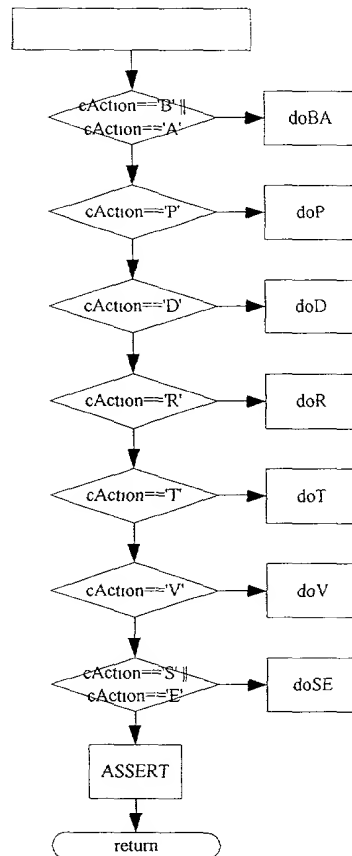 cAction=='B' ||
cAction=='A'
doBA
cAction=='P'
doP
cAction=='D'
doD
cAction=='R'
doR
cAction=='T'
doT
cAction=='V'
doV
cAction=='S' ||
cAction=='E'
doSE
ASSERT
return